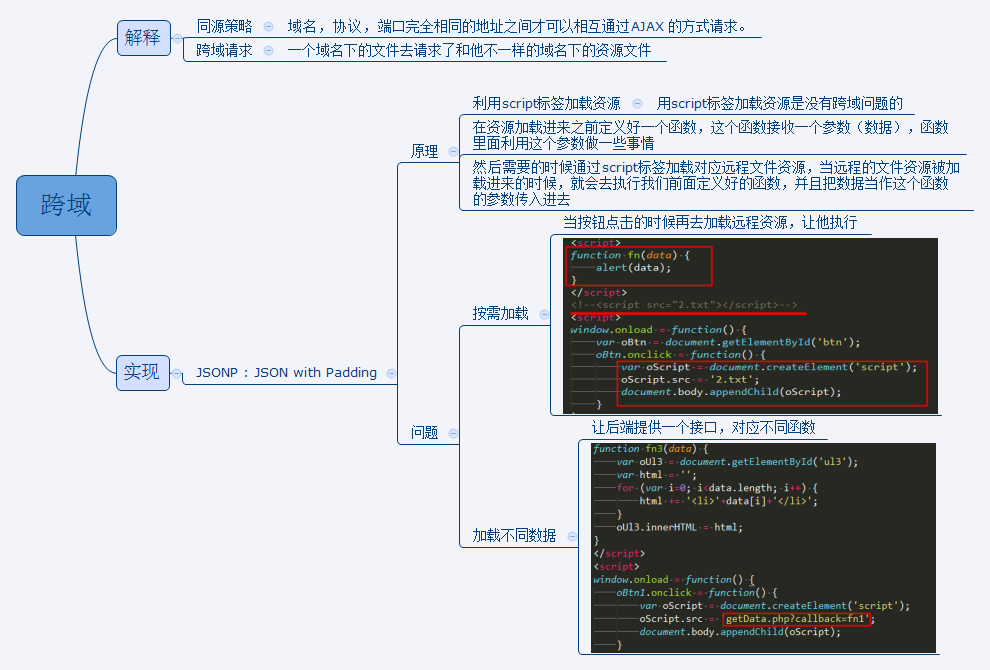 跨域
解释
同源策略
域名，协议，端口完全相同的地址之间才可以相互通过AJAX 的方式请求。
跨域请求
一个域名下的文件去请求了和他不一样的域名下的资源文件
实现
JSONP : JSON with Padding
原理
利用script标签加载资源
用script标签加载资源是没有跨域问题的
在资源加载进来之前定义好一个函数，这个函数接收一个参数（数据），函数
里面利用这个参数做一些事情
然后需要的时候通过script标签加载对应远程文件资源，当远程的文件资源被加
载进来的时候，就会去执行我们前面定义好的函数，并且把数据当作这个函数
的参数传入进去
问题
按需加载
当按钮点击的时候再去加载远程资源，让他执行
<script>
function fn(data) {
alert(data);
}
</script>
<!--<script src="2.txt"></script>-->
<script>
window.onload = function() {
var oBtn = document.getElementById('btn');
oBtn.onclick = function() {
var oScript = document.createElement('script');
oScript.src = '2.txt';
document.body.appendChild(oScript);
}
加载不同数据
让后端提供一个接口，对应不同函数
function fn3(data) {
var oUl3 = document.getElementById('ul3');
var html = '';
for (var i=0; i<data.length; i++) {
html += '<li>'+data[i]+'</li>';
}
oUl3.innerHTML = html;
}
</script>
<script>
window.onload = function() {
oBtn1.onclick = function() {
var oScript = document.createElement('script');
oScript.src = 'getData.php?callback=fn1';
document.body.appendChild(oScript);
}